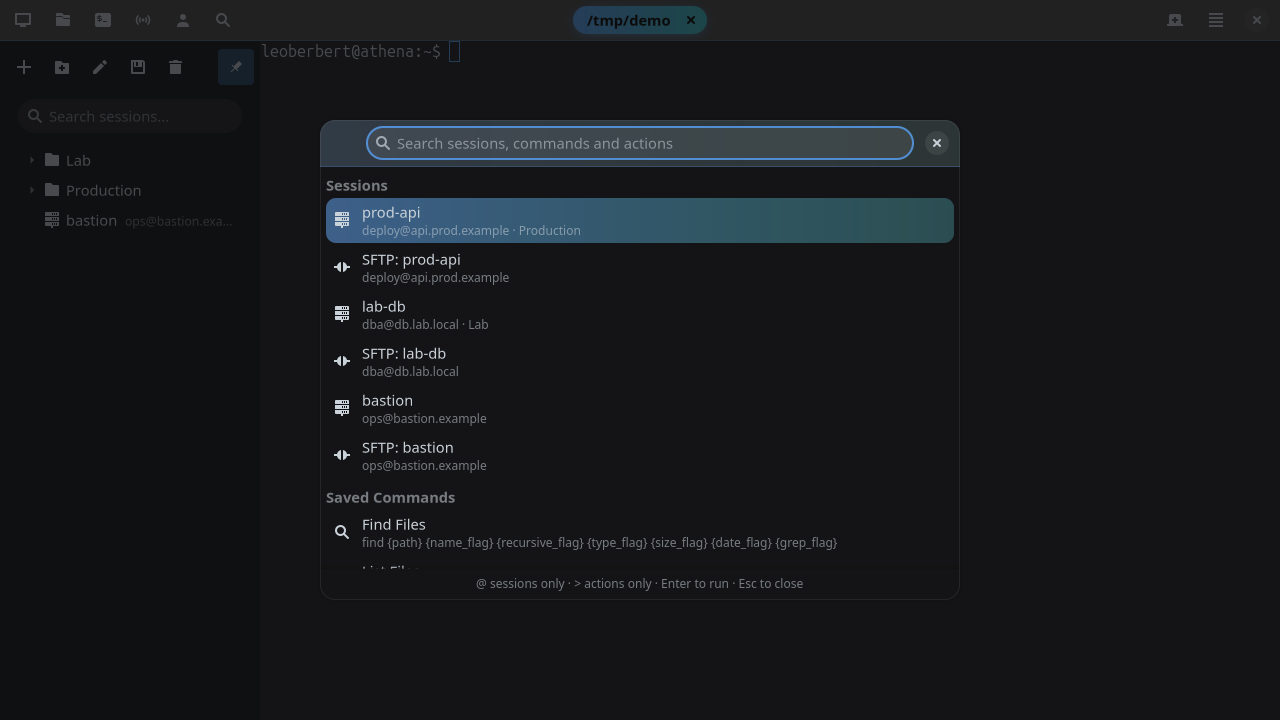 /tmp/demo
leoberbert@athena:~$
Search sessions...
Lab
Production
bastion ops@bastion.exa...
Search sessions, commands and actions
Sessions
prod-api
deploy@api.prod.example · Production
SFTP: prod-api
deploy@api.prod.example
lab-db
dba@db.lab.local · Lab
SFTP: lab-db
dba@db.lab.local
bastion
ops@bastion.example
SFTP: bastion
ops@bastion.example
Saved Commands
Find Files
find {path} {name_flag} {recursive_flag} {type_flag} {size_flag} {date_flag} {grep_flag}
List Files
@ sessions only · > actions only · Enter to run · Esc to close